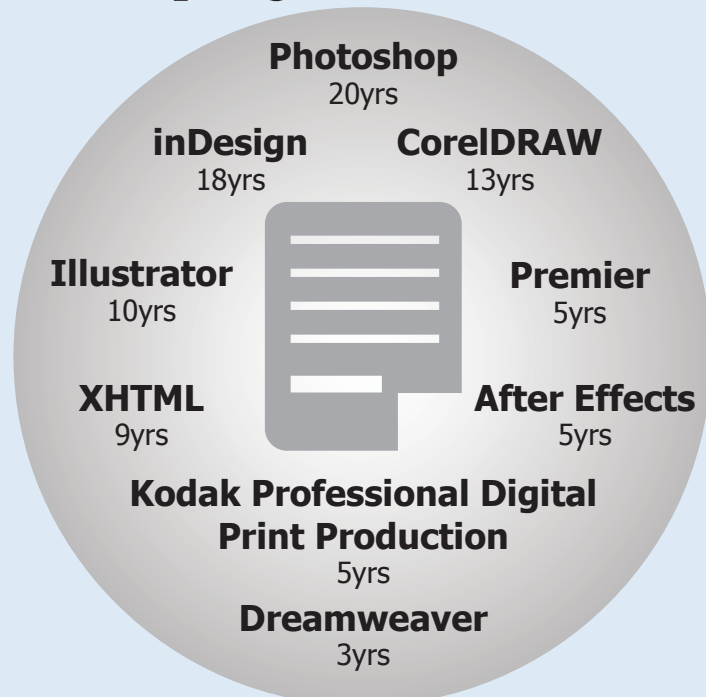 Photoshop
20yrs
inDesign
18yrs
CorelDRAW
13yrs
Illustrator
10yrs
Premier
5yrs
XHTML
9yrs
After Effects
5yrs
Kodak Professional Digital
Print Production
5yrs
Dreamweaver
3yrs